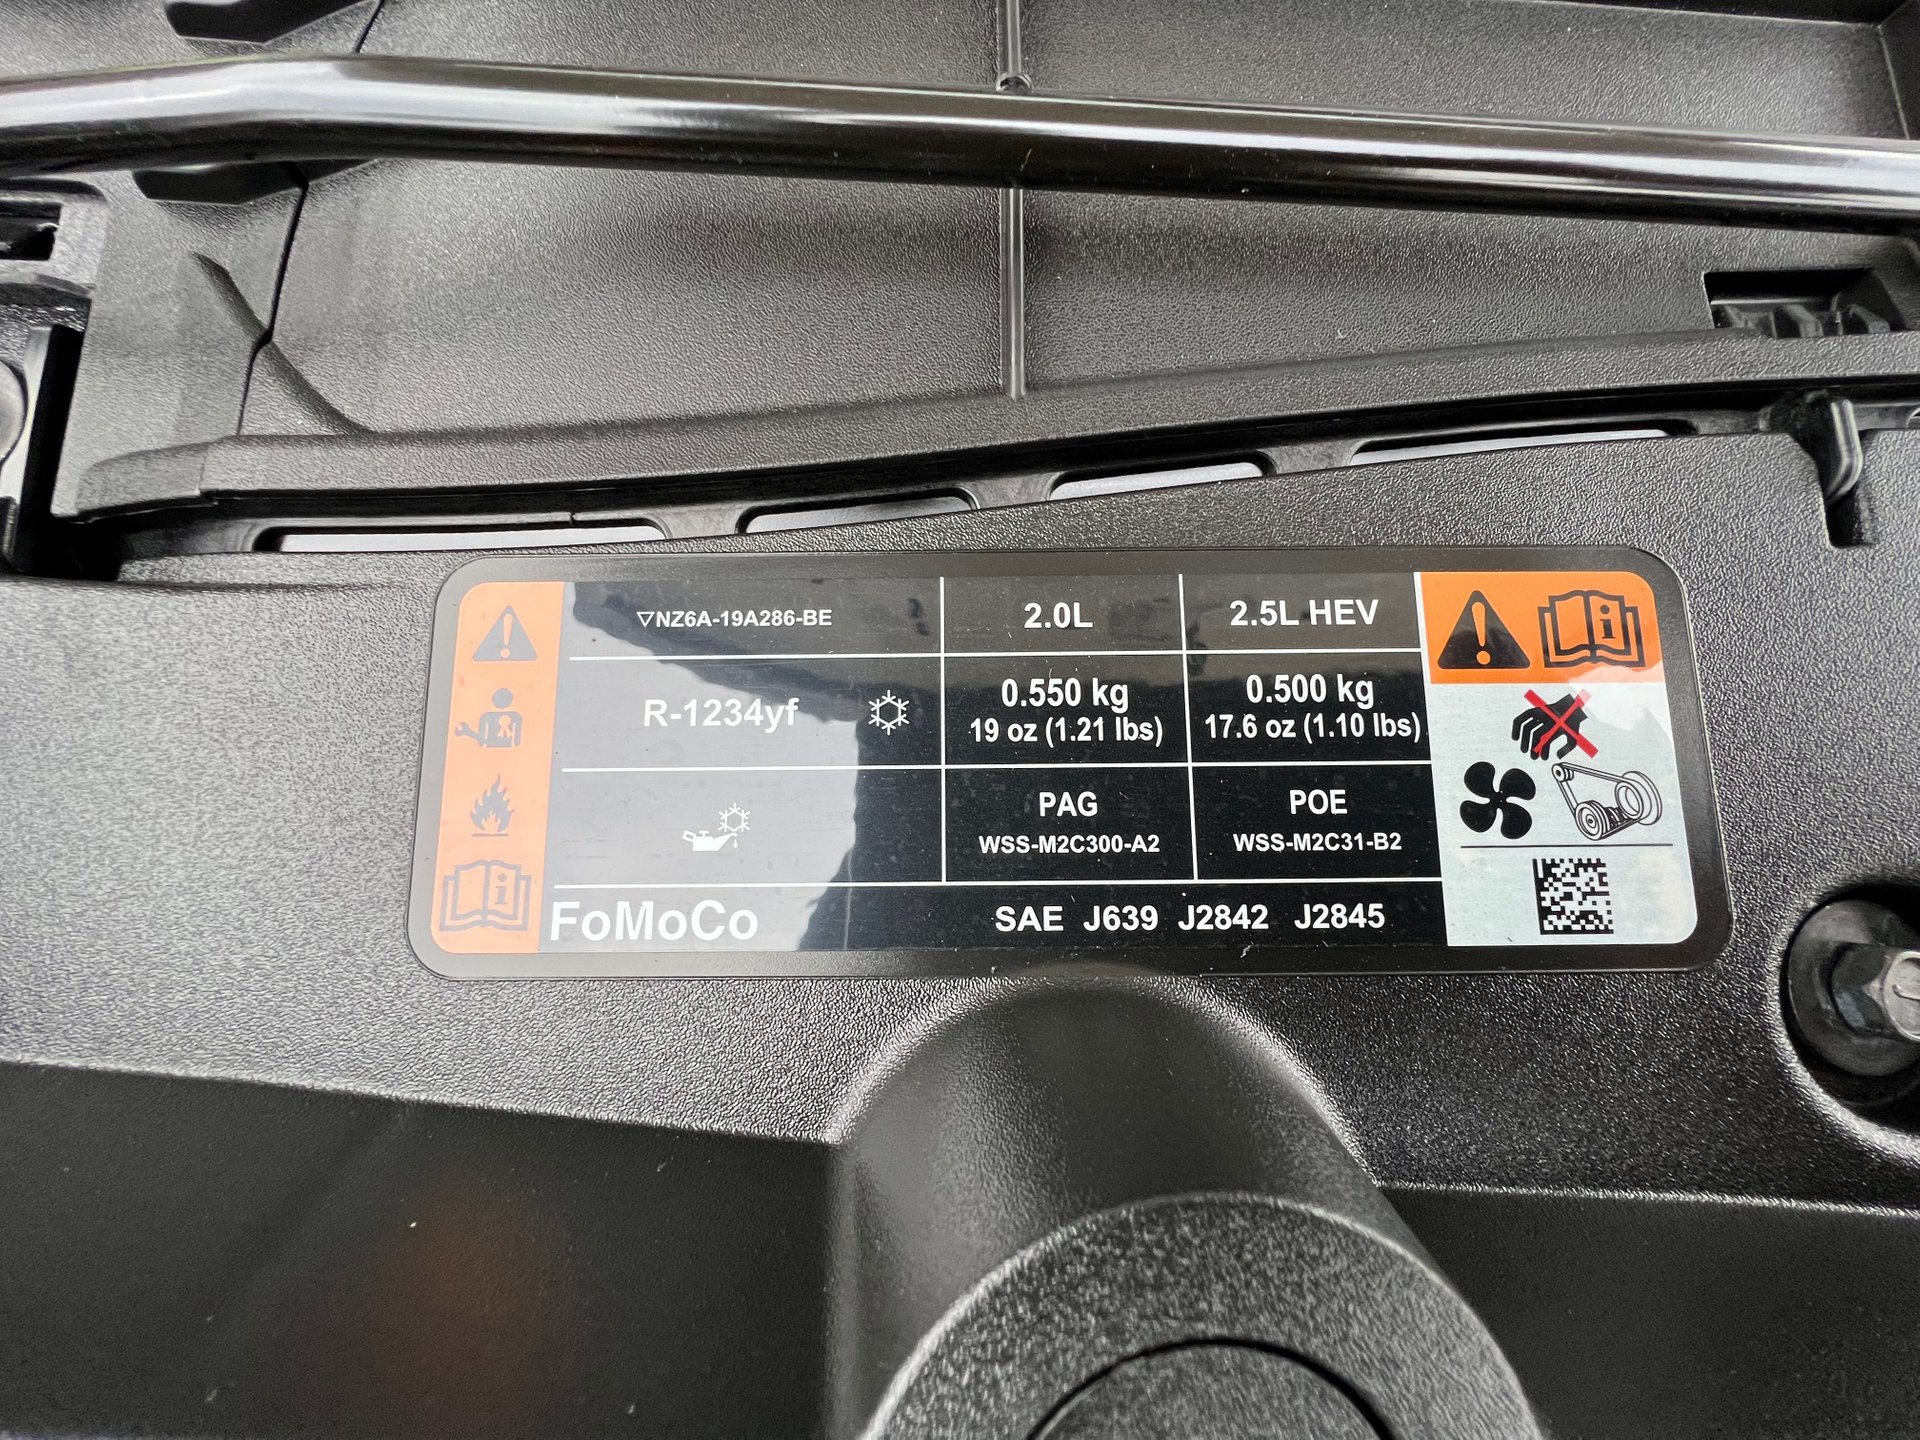 ▽NZ6A-19A286-BE 2.0L 2.5L HEV
R-1234yf 0.550 kg 0.500 kg
19 oz (1.21 lbs) 17.6 oz (1.10 lbs)
PAG POE
WSS-M2C300-A2 WSS-M2C31-B2
FoMoCo SAE J639 J2842 J2845